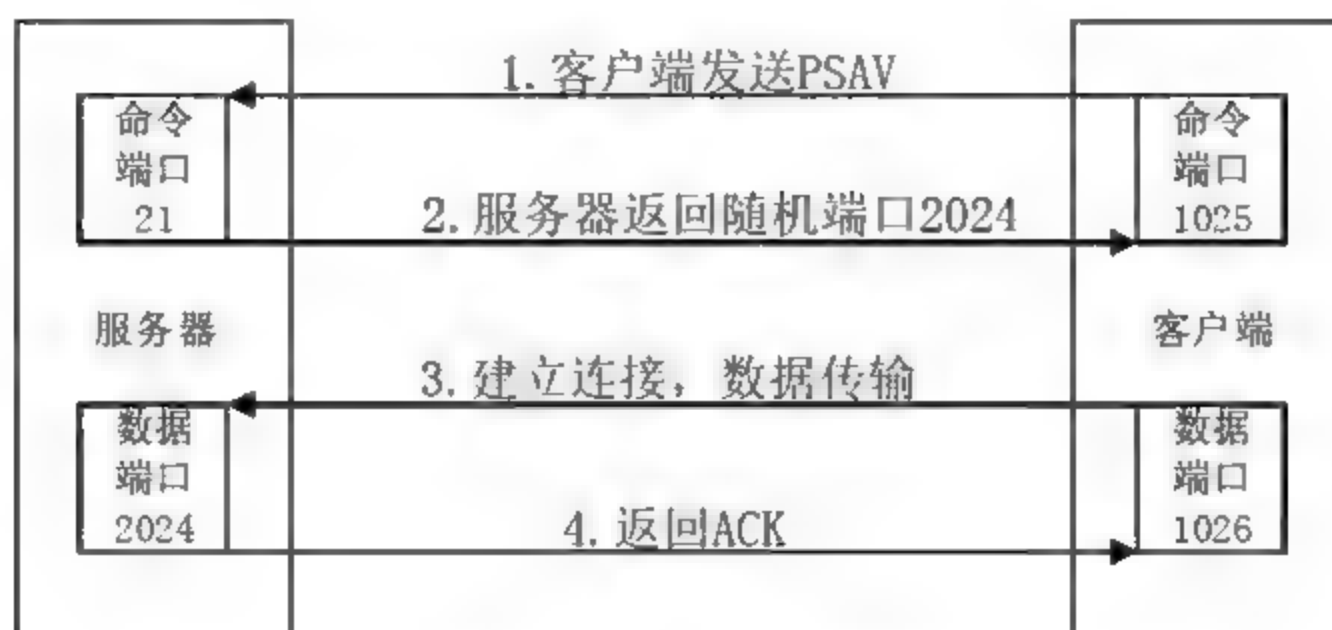 1.客户端发送PSAV
命令
端口
21
命令
端口
1025
2.服务器返回随机端口2024
服务器
客户端
3.建立连接，数据传输
数据
端口
2024
数据
端口
1026
4.返回ACK